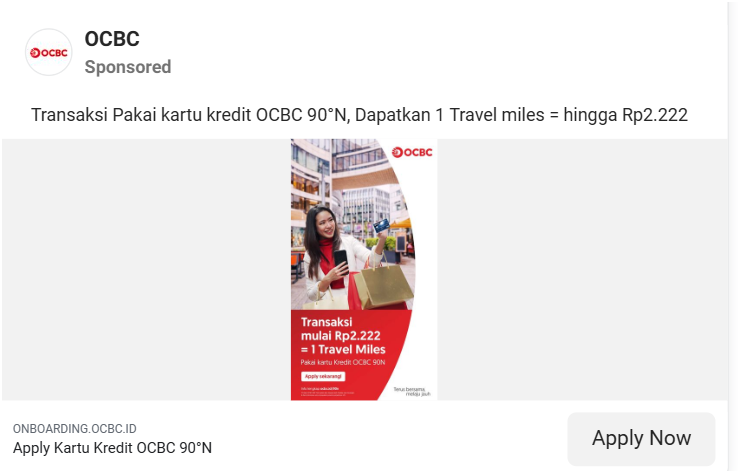 OCBC
OCBC
Sponsored
Transaksi Pakai kartu kredit OCBC 90°N, Dapatkan 1 Travel miles = hingga Rp2.222
OCBC
Transaksi
mulai Rp2.222
= 1 Travel Miles
Pakai kartu Kredit OCBC 90N
Apply sekarang!
Terus bersama,
melaju jauh
ONBOARDING.OCBC.ID
Apply Kartu Kredit OCBC 90°N
Apply Now